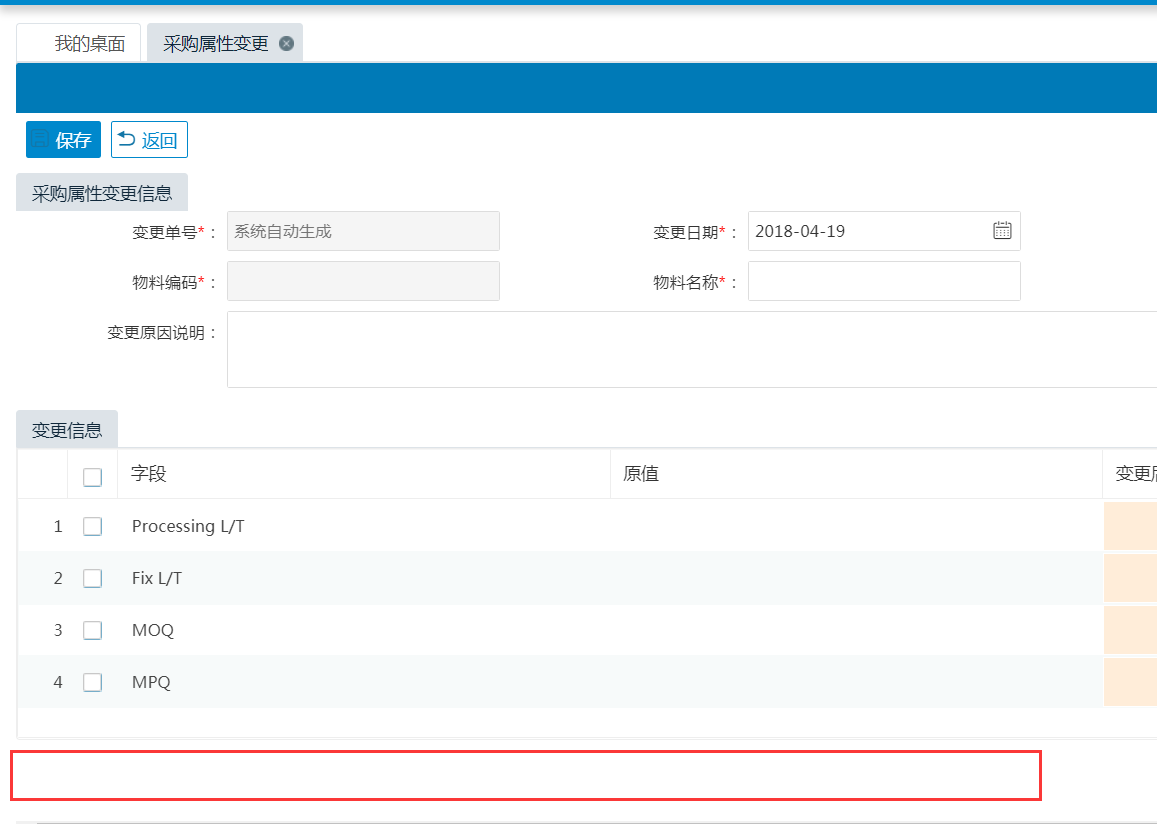 我的桌面 采购属性变更
保存 返回
采购属性变更信息
变更单号*： 系统自动生成 变更日期*： 2018-04-19
物料编码*： 物料名称*：
变更原因说明：
变更信息
字段 原值 变更
1 Processing L/T
2 Fix L/T
3 MOQ
4 MPQ